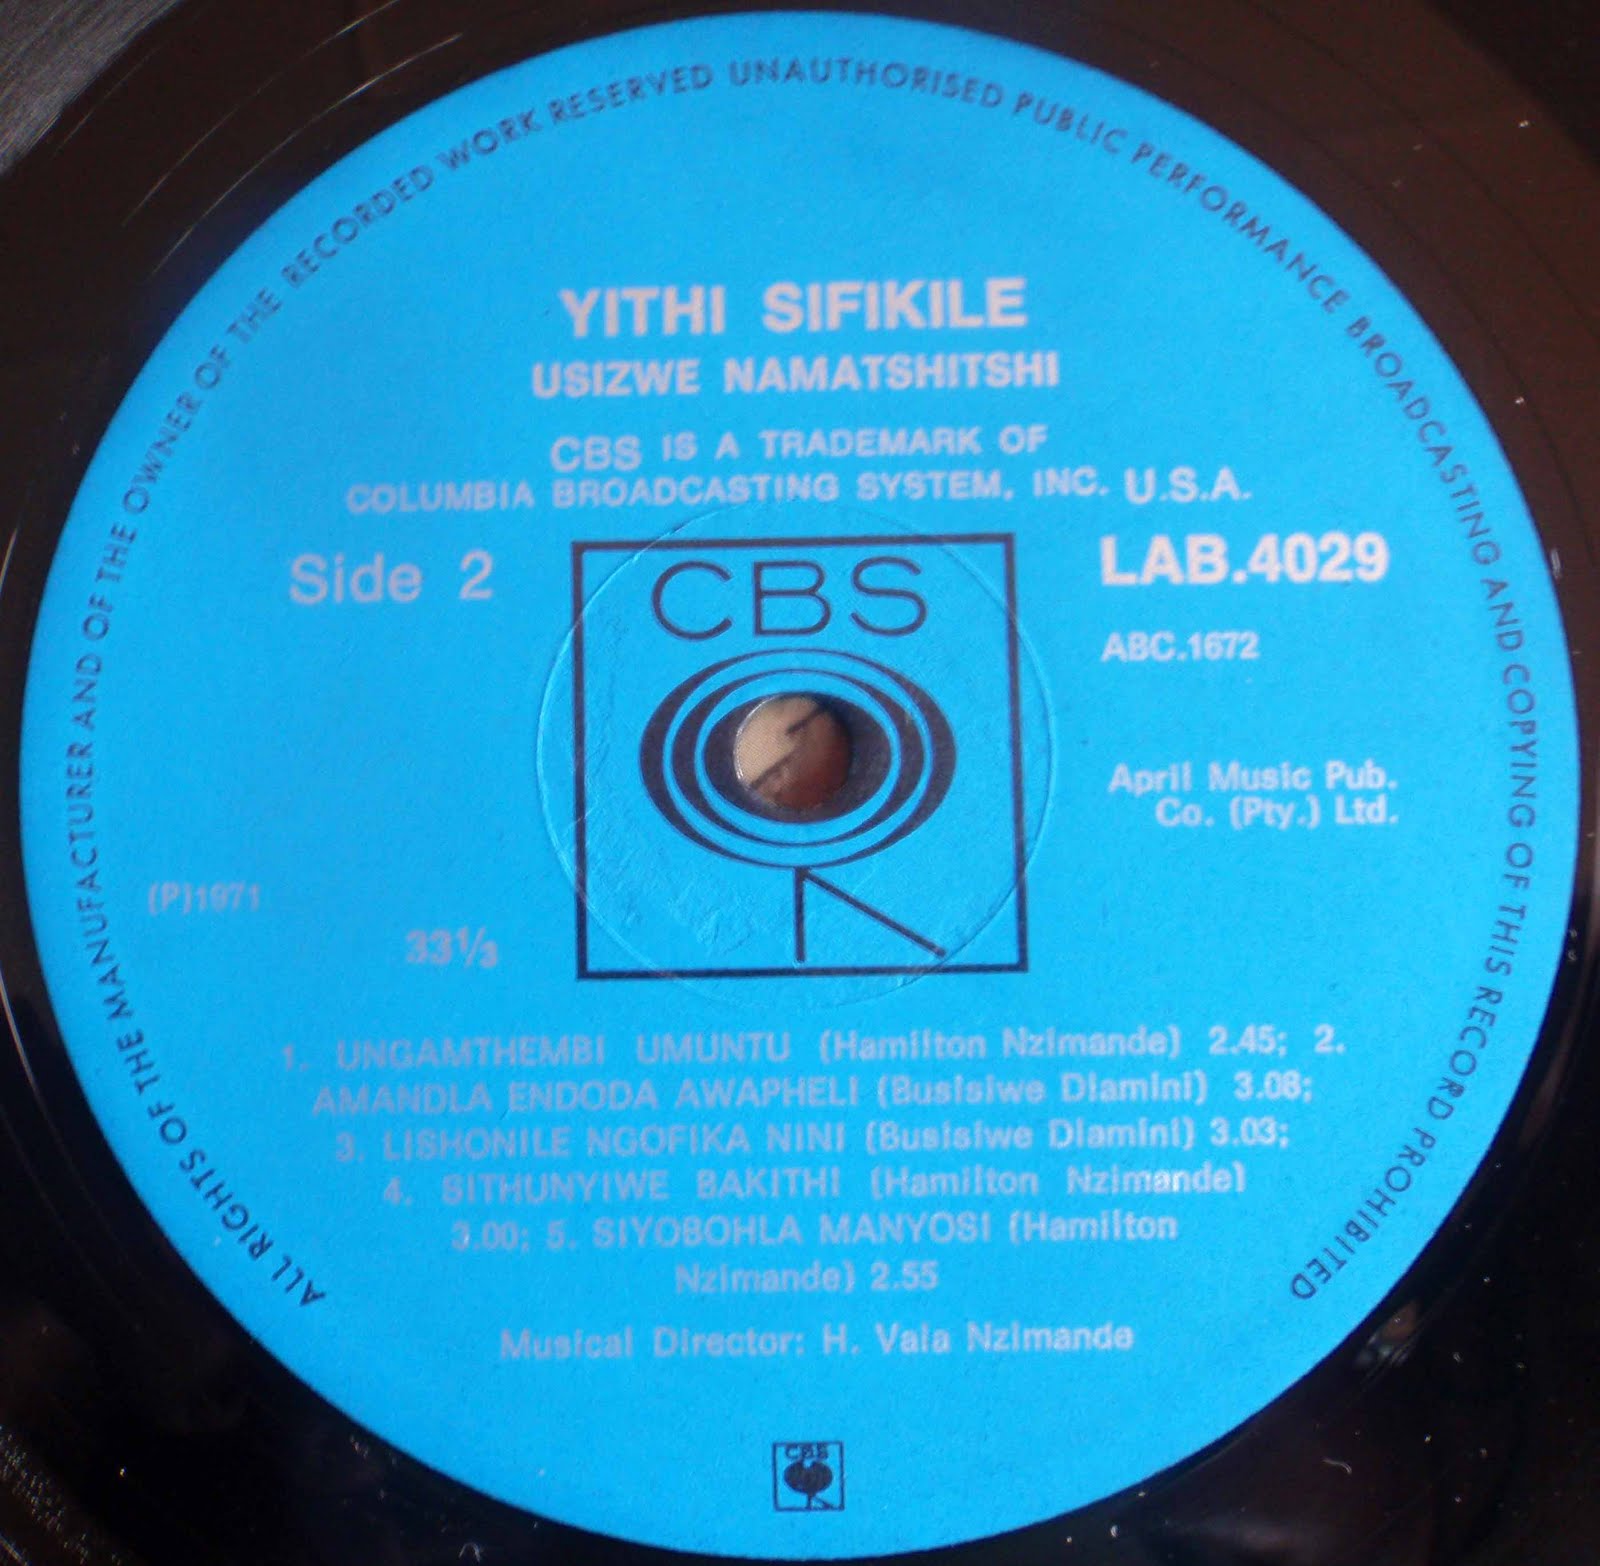 ALL RIGHTS OF THE MANUFACTURER AND OF THE OWNER OF THE RECORDED WORK RESERVED UNAUTHORISED PUBLIC PERFORMANCE BROADCASTING AND COPYING OF THIS RECORD PROHIBITED
YITHI SIFIKILE
USIZWE NAMATSHITSHI
CBS IS A TRADEMARK OF
COLUMBIA BROADCASTING SYSTEM, INC. U.S.A.
Side 2
CBS
LAB.4029
ABC.1672
April Music Pub.
Co. (Pty.) Ltd.
(P)1971
33⅓
1. UNGAMTHEMBI UMUNTU (Hamilton Nzimande) 2.45; 2.
AMANDLA ENDODA AWAPHELI (Busisiwe Dlamini) 3.08;
3. LISHONILE NGOFIKA NINI (Busisiwe Dlamini) 3.03;
4. SITHUNYIWE BAKITHI (Hamilton Nzimande)
3.00; 5. SIYOBOHLA MANYOSI (Hamilton
Nzimande) 2.55
Musical Director: H. Vala Nzimande
CBS